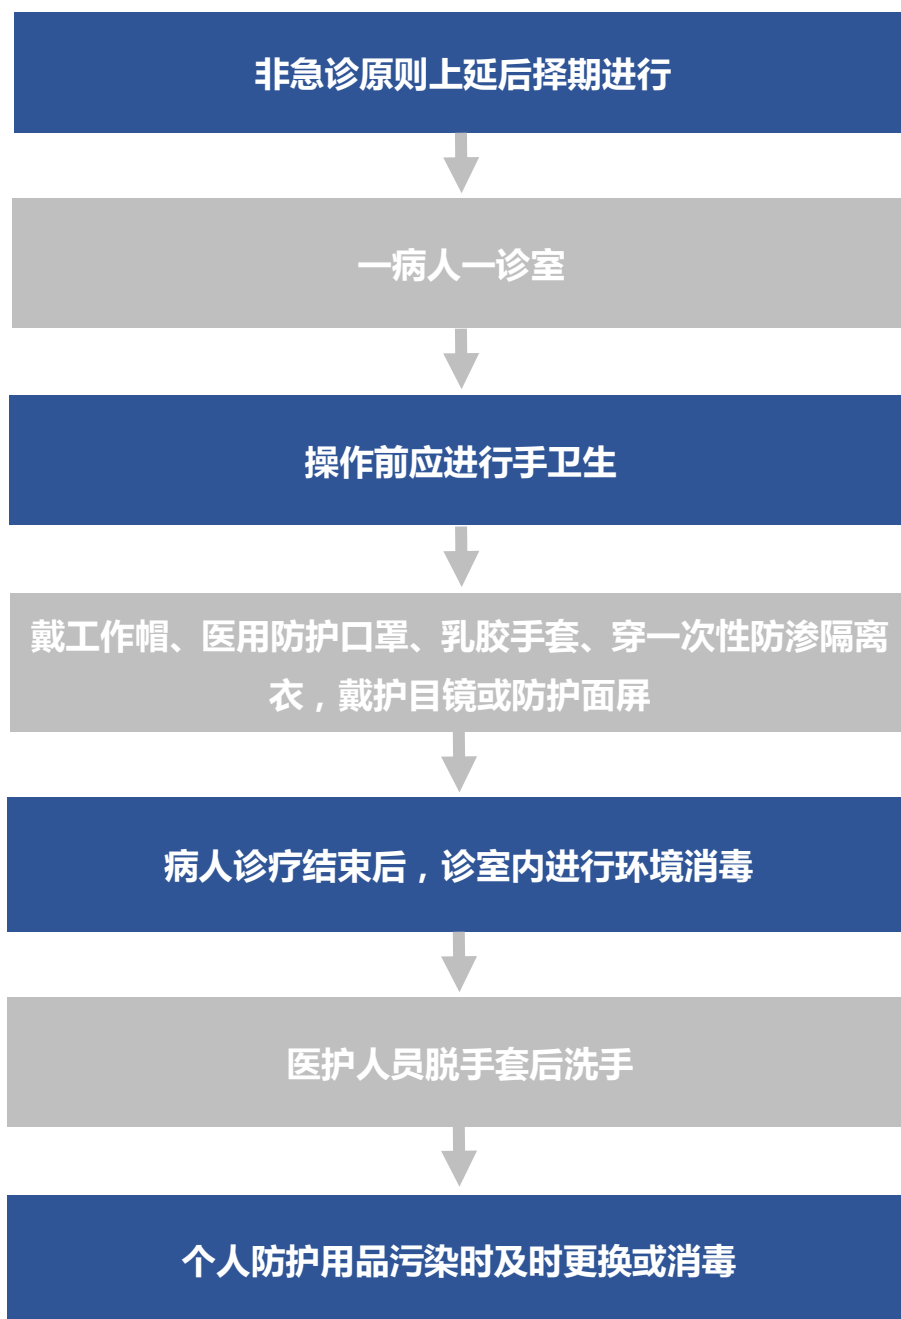 非急诊原则上延后择期进行
一病人一诊室
操作前应进行手卫生
戴工作帽、医用防护口罩、乳胶手套、穿一次性防渗隔离
衣，戴护目镜或防护面屏
病人诊疗结束后，诊室内进行环境消毒
医护人员脱手套后洗手
个人防护用品污染时及时更换或消毒